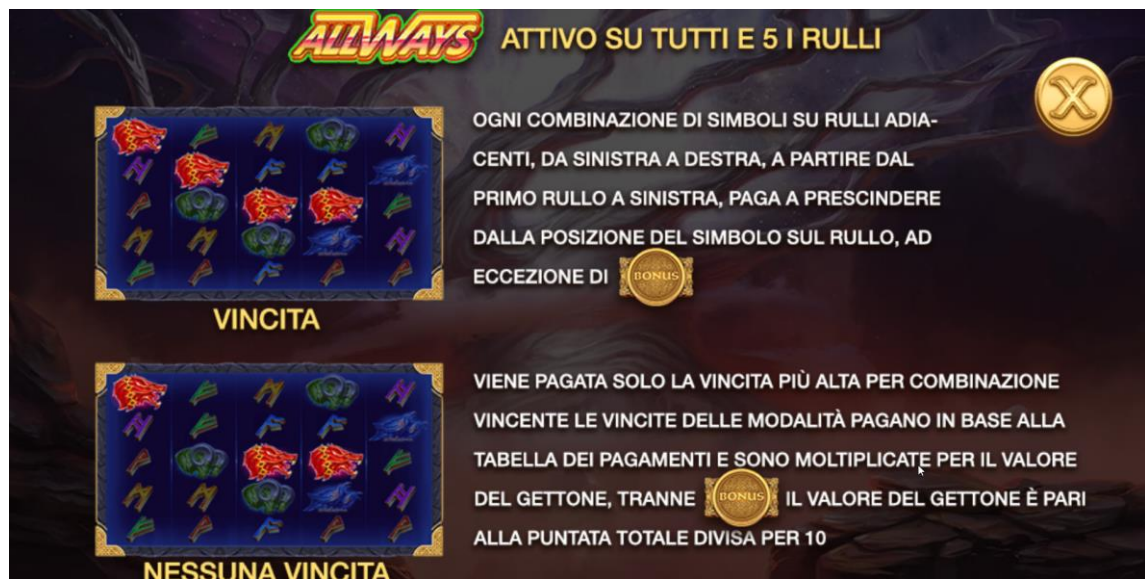 ALLWAYS ATTIVO SU TUTTI E 5 I RULLI
X
OGNI COMBINAZIONE DI SIMBOLI SU RULLI ADIA-
CENTI, DA SINISTRA A DESTRA, A PARTIRE DAL
PRIMO RULLO A SINISTRA, PAGA A PRESCINDERE
DALLA POSIZIONE DEL SIMBOLO SUL RULLO, AD
ECCEZIONE DI BONUS
VINCITA
VIENE PAGATA SOLO LA VINCITA PIÙ ALTA PER COMBINAZIONE
VINCENTE LE VINCITE DELLE MODALITÀ PAGANO IN BASE ALLA
TABELLA DEI PAGAMENTI E SONO MOLTIPLICATE PER IL VALORE
DEL GETTONE, TRANNE BONUS IL VALORE DEL GETTONE È PARI
ALLA PUNTATA TOTALE DIVISA PER 10
NESSUNA VINCITA